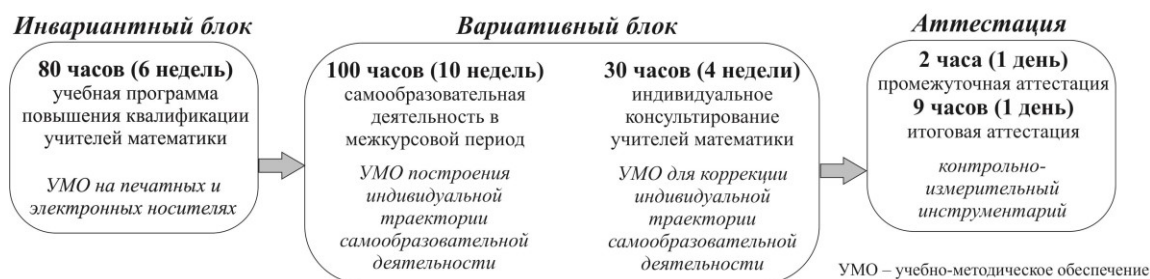 Инвариантный блок
80 часов (6 недель)
учебная программа
повышения квалификации
учителей математики
УМО на печатных и
электронных носителях
Вариативный блок
100 часов (10 недель)
самообразовательная
деятельность в
межкурсовой период
УМО построения
индивидуальной
траектории
самообразовательной
деятельности
30 часов (4 недели)
индивидуальное
консультирование
учителей математики
УМО для коррекции
индивидуальной
траектории
самообразовательной
деятельности
Аттестация
2 часа (1 день)
промежуточная аттестация
9 часов (1 день)
итоговая аттестация
контрольно-
измерительный
инструментарий
УМО – учебно-методическое обеспечение